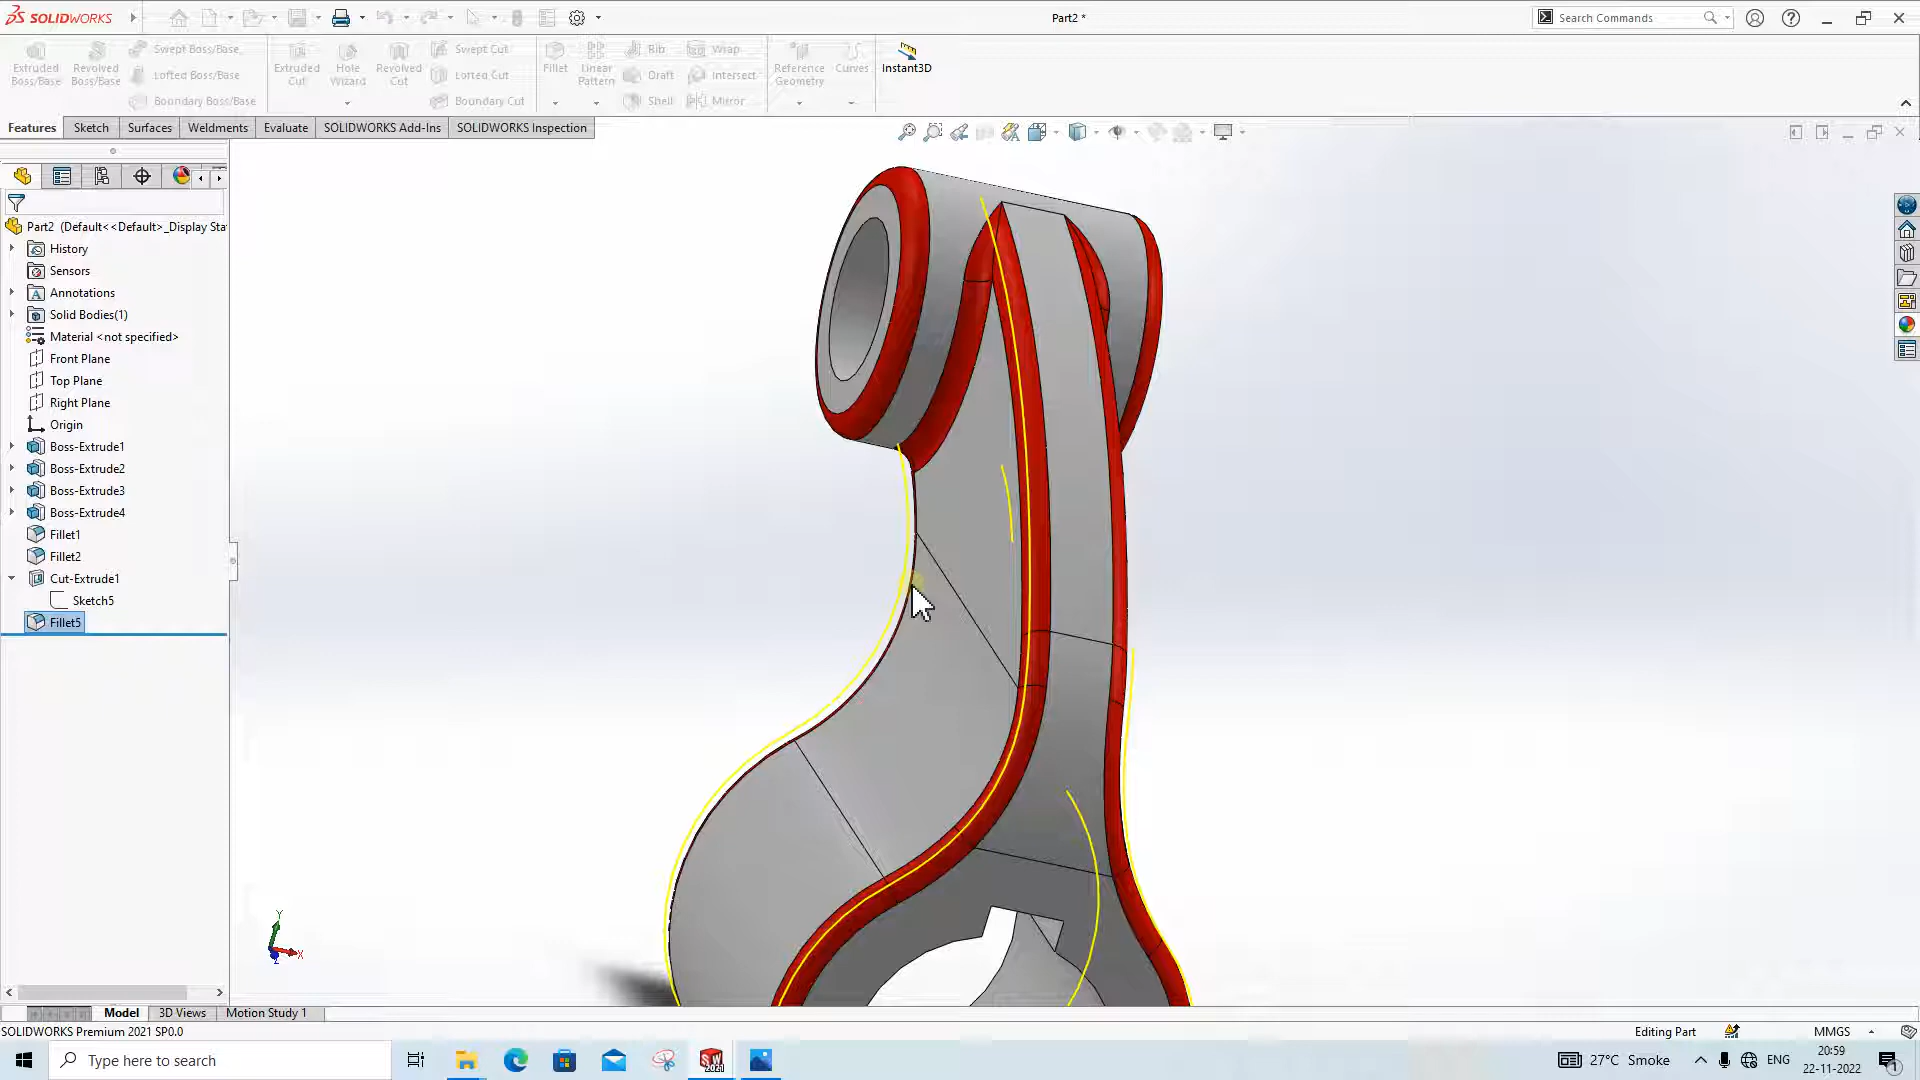 SOLIDWORKS
Part2 *
Search Commands
Extruded Boss/Base
Revolved Boss/Base
Swept Boss/Base
Lofted Boss/Base
Boundary Boss/Base
Extruded Cut
Hole Wizard
Revolved Cut
Swept Cut
Lofted Cut
Boundary Cut
Fillet
Linear Pattern
Rib
Draft
Shell
Wrap
Intersect
Mirror
Reference Geometry
Curves
Instant3D
Features
Sketch
Surfaces
Weldments
Evaluate
SOLIDWORKS Add-Ins
SOLIDWORKS Inspection
Part2 (Default<<Default>_Display Sta
History
Sensors
Annotations
Solid Bodies(1)
Material <not specified>
Front Plane
Top Plane
Right Plane
Origin
Boss-Extrude1
Boss-Extrude2
Boss-Extrude3
Boss-Extrude4
Fillet1
Fillet2
Cut-Extrude1
Sketch5
Fillet5
Y
X
Z
Model
3D Views
Motion Study 1
SOLIDWORKS Premium 2021 SP0.0
Editing Part
MMGS
Type here to search
27°C Smoke
ENG
20:59
22-11-2022